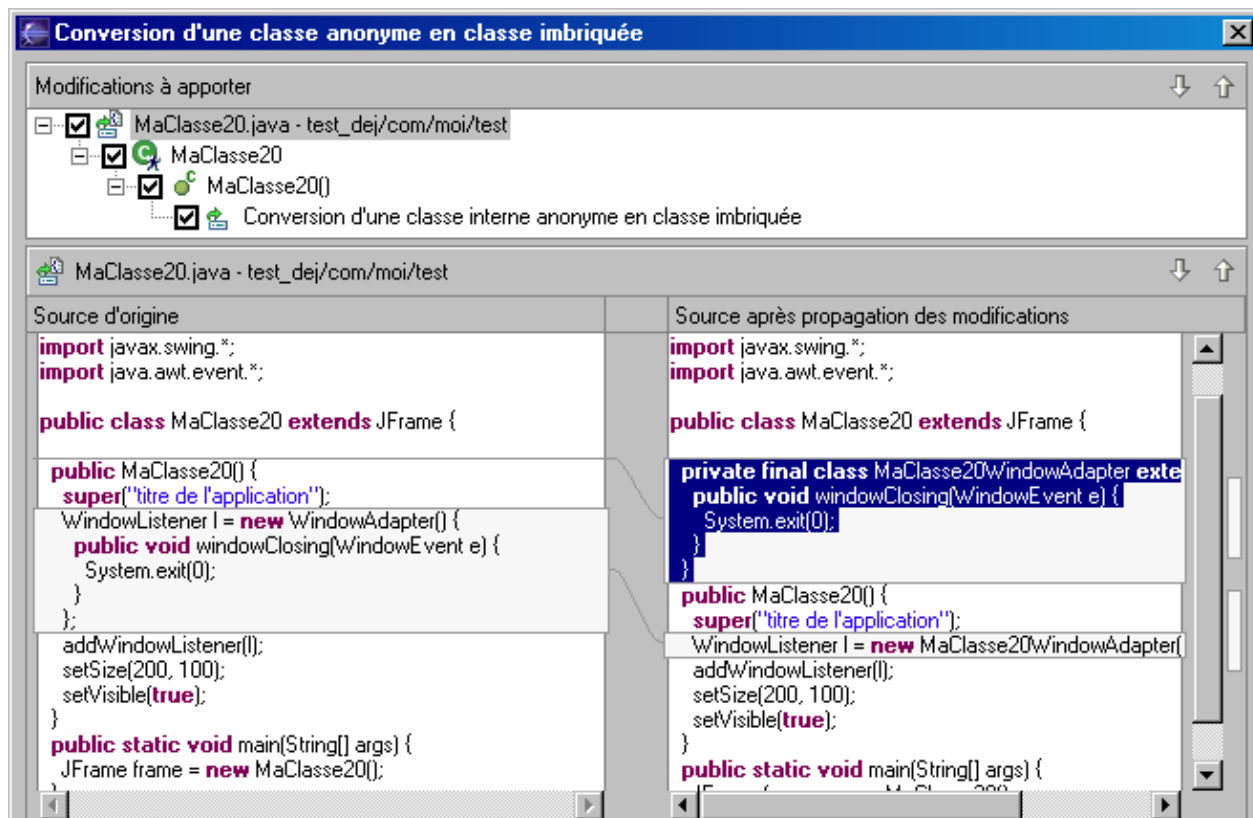 Conversion d'une classe anonyme en classe imbriquée
Modifications à apporter
MaClasse20.java - test_dej/com/moi/test
MaClasse20
MaClasse20()
Conversion d'une classe interne anonyme en classe imbriquée
MaClasse20.java - test_dej/com/moi/test
Source d'origine
import javax.swing.*;
import java.awt.event.*;
public class MaClasse20 extends JFrame {
public MaClasse20() {
super("titre de l'application");
WindowListener l = new WindowAdapter() {
public void windowClosing(WindowEvent e) {
System.exit(0);
}
};
addWindowListener(l);
setSize(200, 100);
setVisible(true);
}
public static void main(String[] args) {
JFrame frame = new MaClasse20();
Source après propagation des modifications
import javax.swing.*;
import java.awt.event.*;
public class MaClasse20 extends JFrame {
private final class MaClasse20WindowAdapter exte
public void windowClosing(WindowEvent e) {
System.exit(0);
}
}
public MaClasse20() {
super("titre de l'application");
WindowListener l = new MaClasse20WindowAdapter(
addWindowListener(l);
setSize(200, 100);
setVisible(true);
}
public static void main(String[] args) {